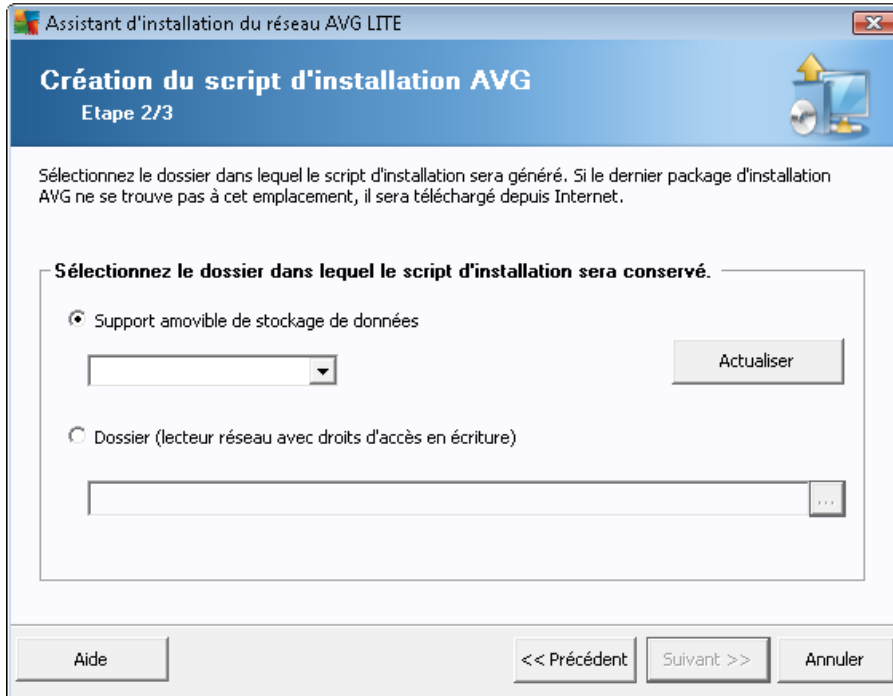 Assistant d'installation du réseau AVG LITE
Création du script d'installation AVG
Etape 2/3
Sélectionnez le dossier dans lequel le script d'installation sera généré. Si le dernier package d'installation
AVG ne se trouve pas à cet emplacement, il sera téléchargé depuis Internet.
Sélectionnez le dossier dans lequel le script d'installation sera conservé.
Support amovible de stockage de données
Actualiser
Dossier (lecteur réseau avec droits d'accès en écriture)
...
Aide
<< Précédent
Suivant >>
Annuler